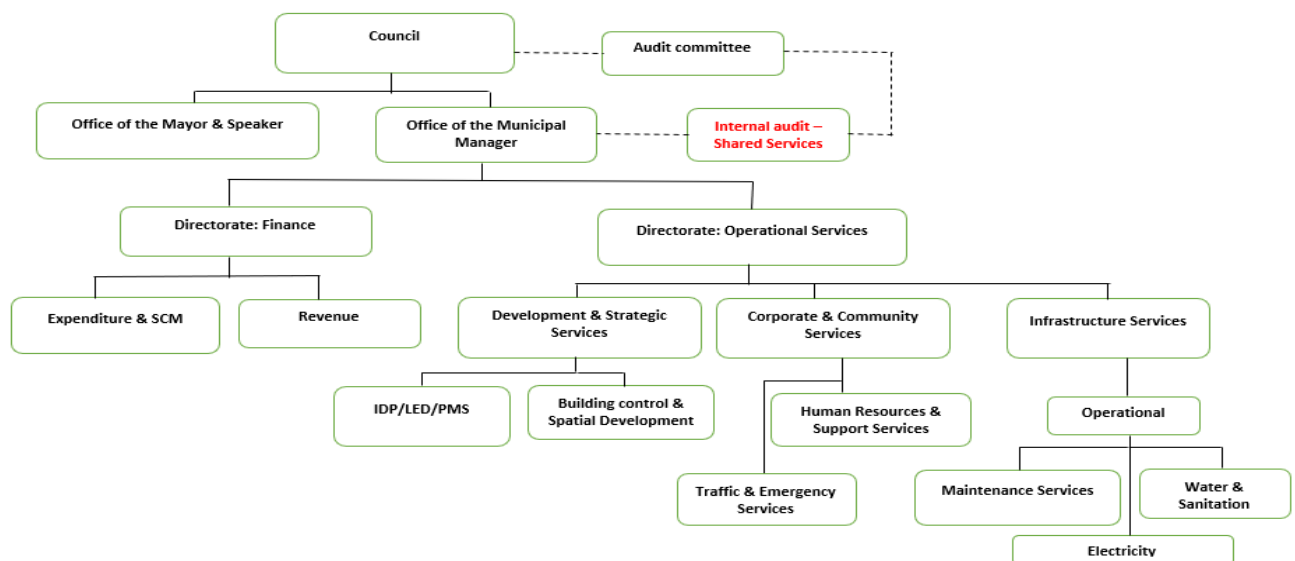 Council
Audit committee
Office of the Mayor & Speaker
Office of the Municipal
Manager
Internal audit –
Shared Services
Directorate: Finance
Directorate: Operational Services
Expenditure & SCM
Revenue
Development & Strategic
Services
Corporate & Community
Services
Infrastructure Services
IDP/LED/PMS
Building control &
Spatial Development
Human Resources &
Support Services
Operational
Traffic & Emergency
Services
Maintenance Services
Water &
Sanitation
Electricity